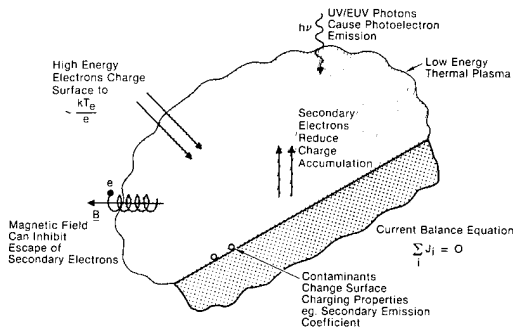 UV/EUV Photons
Cause Photoelectron
Emission
hν
Low Energy
Thermal Plasma
High Energy
Electrons Charge
Surface to
~ kTe
e
Secondary
Electrons
Reduce
Charge
Accumulation
e
B
Magnetic Field
Can Inhibit
Escape of
Secondary Electrons
Current Balance Equation
∑ Ji = O
i
Contaminants
Change Surface
Charging Properties
eg. Secondary Emission
Coefficient